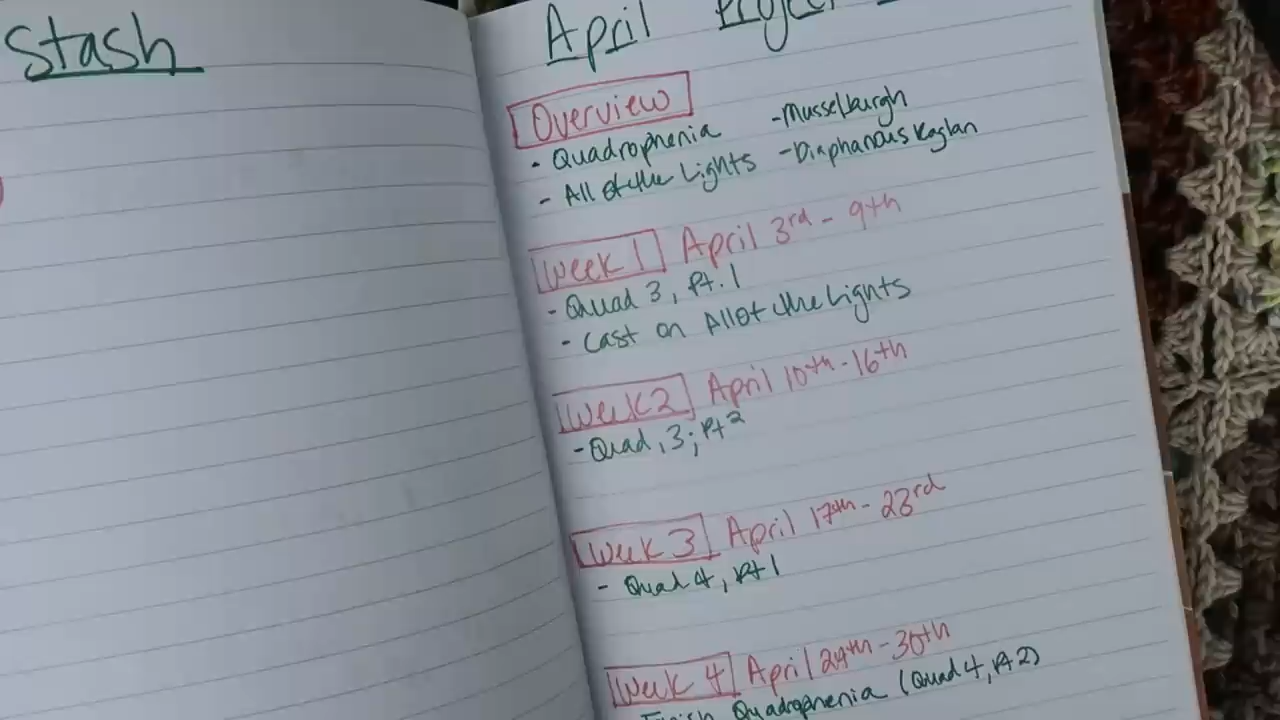 Stash
April Project
Overview
- Quadrophenia
- Musselburgh
- All of the Lights
- Diaphanous Raglan
Week 1 April 3rd - 9th
- Quad 3, Pt. 1
- Cast on All of the Lights
Week 2 April 10th - 16th
- Quad, 3; Pt 2
Week 3 April 17th - 23rd
- Quad 4, Pt 1
Week 4 April 24th - 30th
- Finish Quadrophenia (Quad 4, Pt 2)